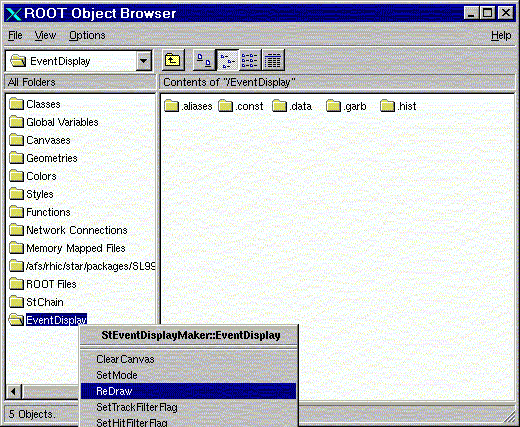 ROOT Object Browser
File View Options Help
EventDisplay
All Folders
Contents of "/EventDisplay"
Classes
Global Variables
Canvases
Geometries
Colors
Styles
Functions
Network Connections
Memory Mapped Files
/afs/rhic/star/packages/SL99
ROOT Files
StChain
EventDisplay
.aliases .const .data .garb .hist
StEventDisplayMaker::EventDisplay
ClearCanvas
SetMode
ReDraw
SetTrackFilterFlag
SetHitFilterFlag
5 Objects.